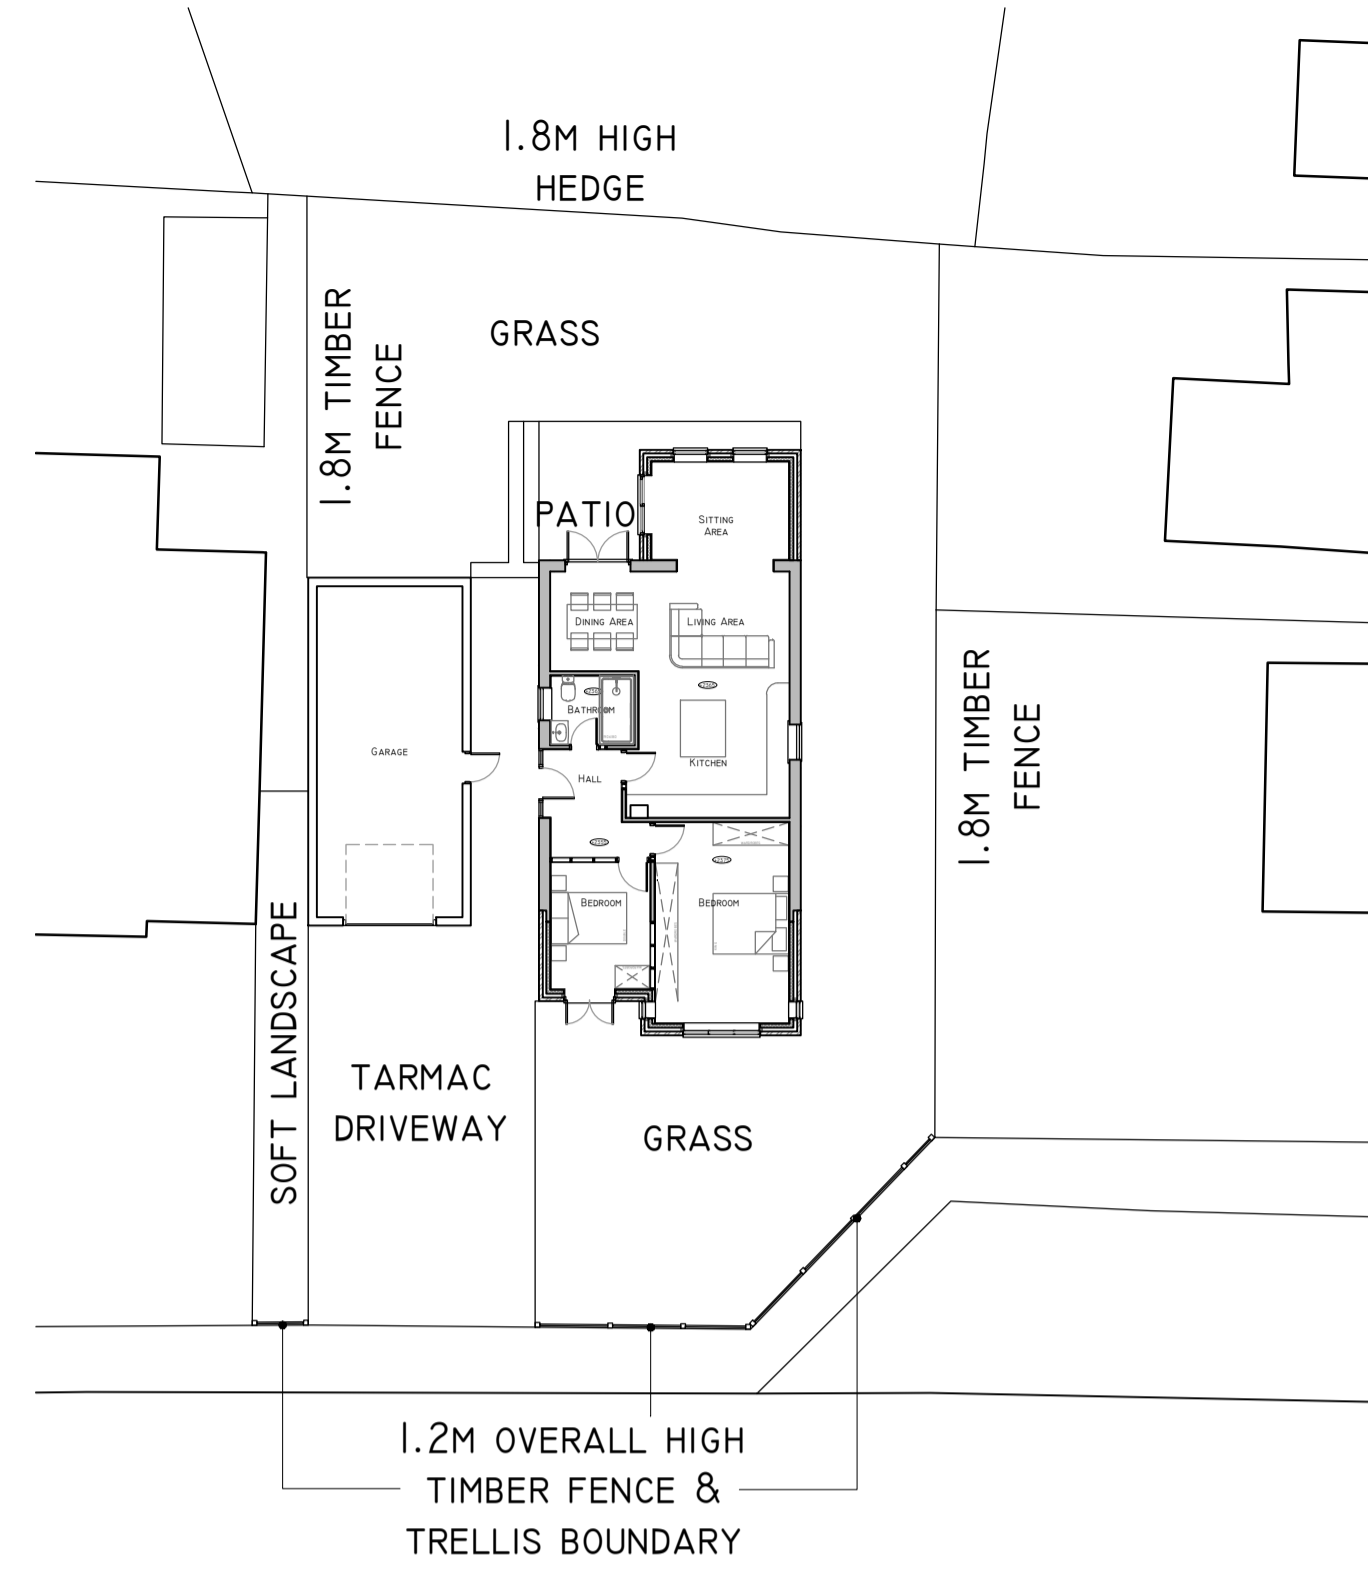 1.8M HIGH
HEDGE
1.8M TIMBER
FENCE
GRASS
PATIO
SITTING
AREA
DINING AREA
LIVING AREA
BATHROOM
GARAGE
KITCHEN
HALL
BEDROOM
BEDROOM
1.8M TIMBER
FENCE
SOFT LANDSCAPE
TARMAC
DRIVEWAY
GRASS
1.2M OVERALL HIGH
TIMBER FENCE &
TRELLIS BOUNDARY